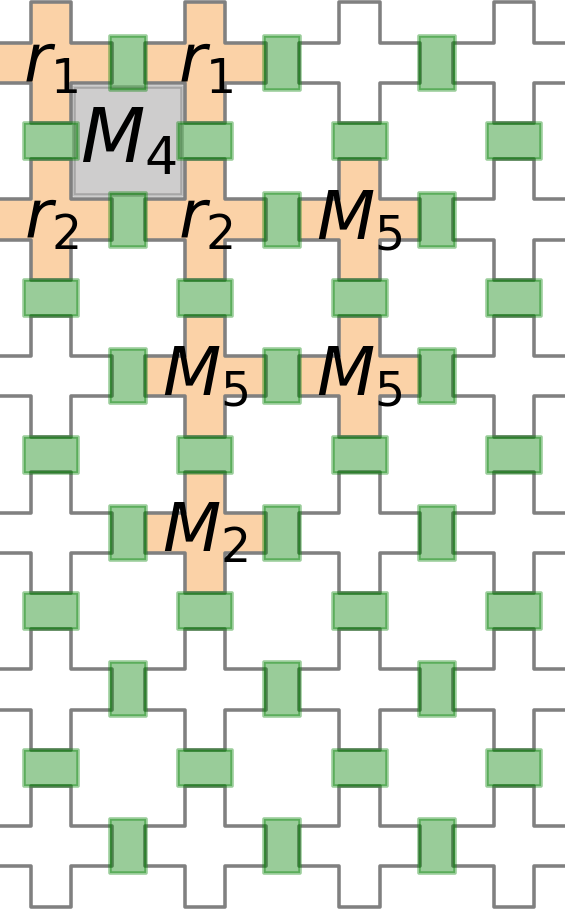 r₁ r₁
M₄
r₂ r₂ M₅
M₅ M₅
M₂